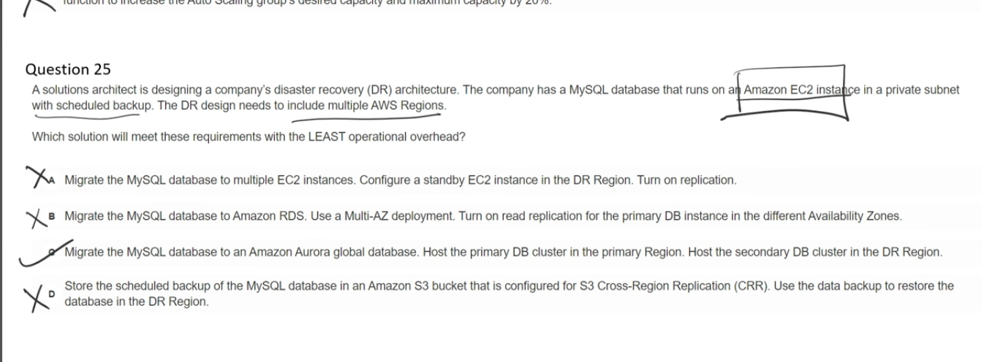 function to increase the Auto Scaling group's desired capacity and maximum capacity by 20%.
Question 25
A solutions architect is designing a company's disaster recovery (DR) architecture. The company has a MySQL database that runs on an Amazon EC2 instance in a private subnet
with scheduled backup. The DR design needs to include multiple AWS Regions.
Which solution will meet these requirements with the LEAST operational overhead?
A Migrate the MySQL database to multiple EC2 instances. Configure a standby EC2 instance in the DR Region. Turn on replication.
B Migrate the MySQL database to Amazon RDS. Use a Multi-AZ deployment. Turn on read replication for the primary DB instance in the different Availability Zones.
Migrate the MySQL database to an Amazon Aurora global database. Host the primary DB cluster in the primary Region. Host the secondary DB cluster in the DR Region.
D Store the scheduled backup of the MySQL database in an Amazon S3 bucket that is configured for S3 Cross-Region Replication (CRR). Use the data backup to restore the
database in the DR Region.